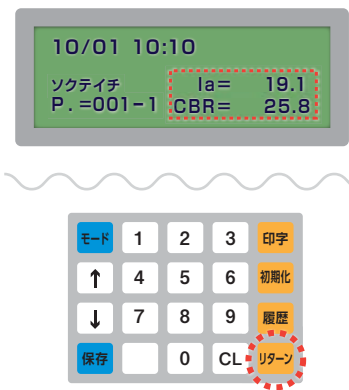 10/01 10:10
ソクテイチ Ia= 19.1
P.=001-1 CBR= 25.8
モード 1 2 3 印字
↑ 4 5 6 初期化
↓ 7 8 9 履歴
保存 0 CL リターン